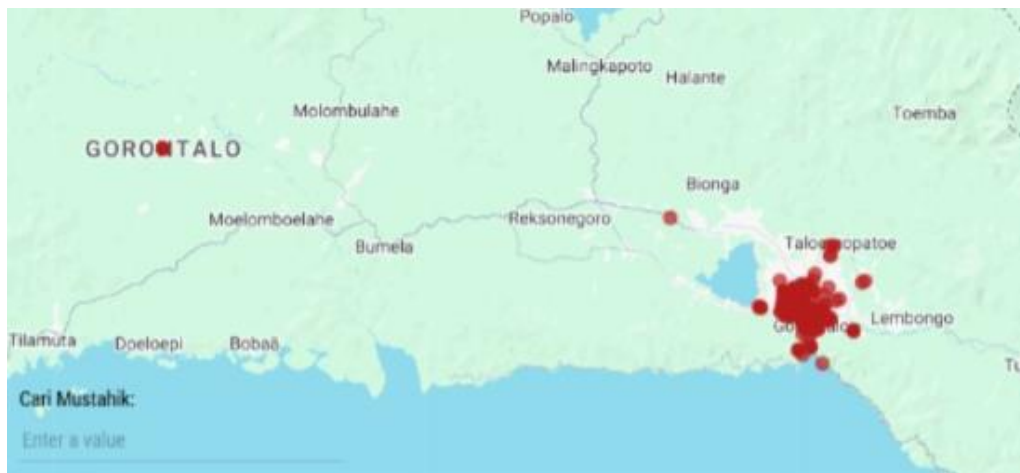 Popalo
Malingkapoto
Halante
Toemba
Molombulahe
GORONTALO
Bionga
Moelomboelahe
Reksonegoro
Bumela
Lembongo
Tilamuta
Doeloepi
Bobaä
Cari Mustahik:
Enter a value